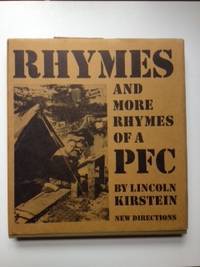 RHYMES
AND
MORE
RHYMES
OF A
PFC
BY LINCOLN
KIRSTEIN
NEW DIRECTIONS